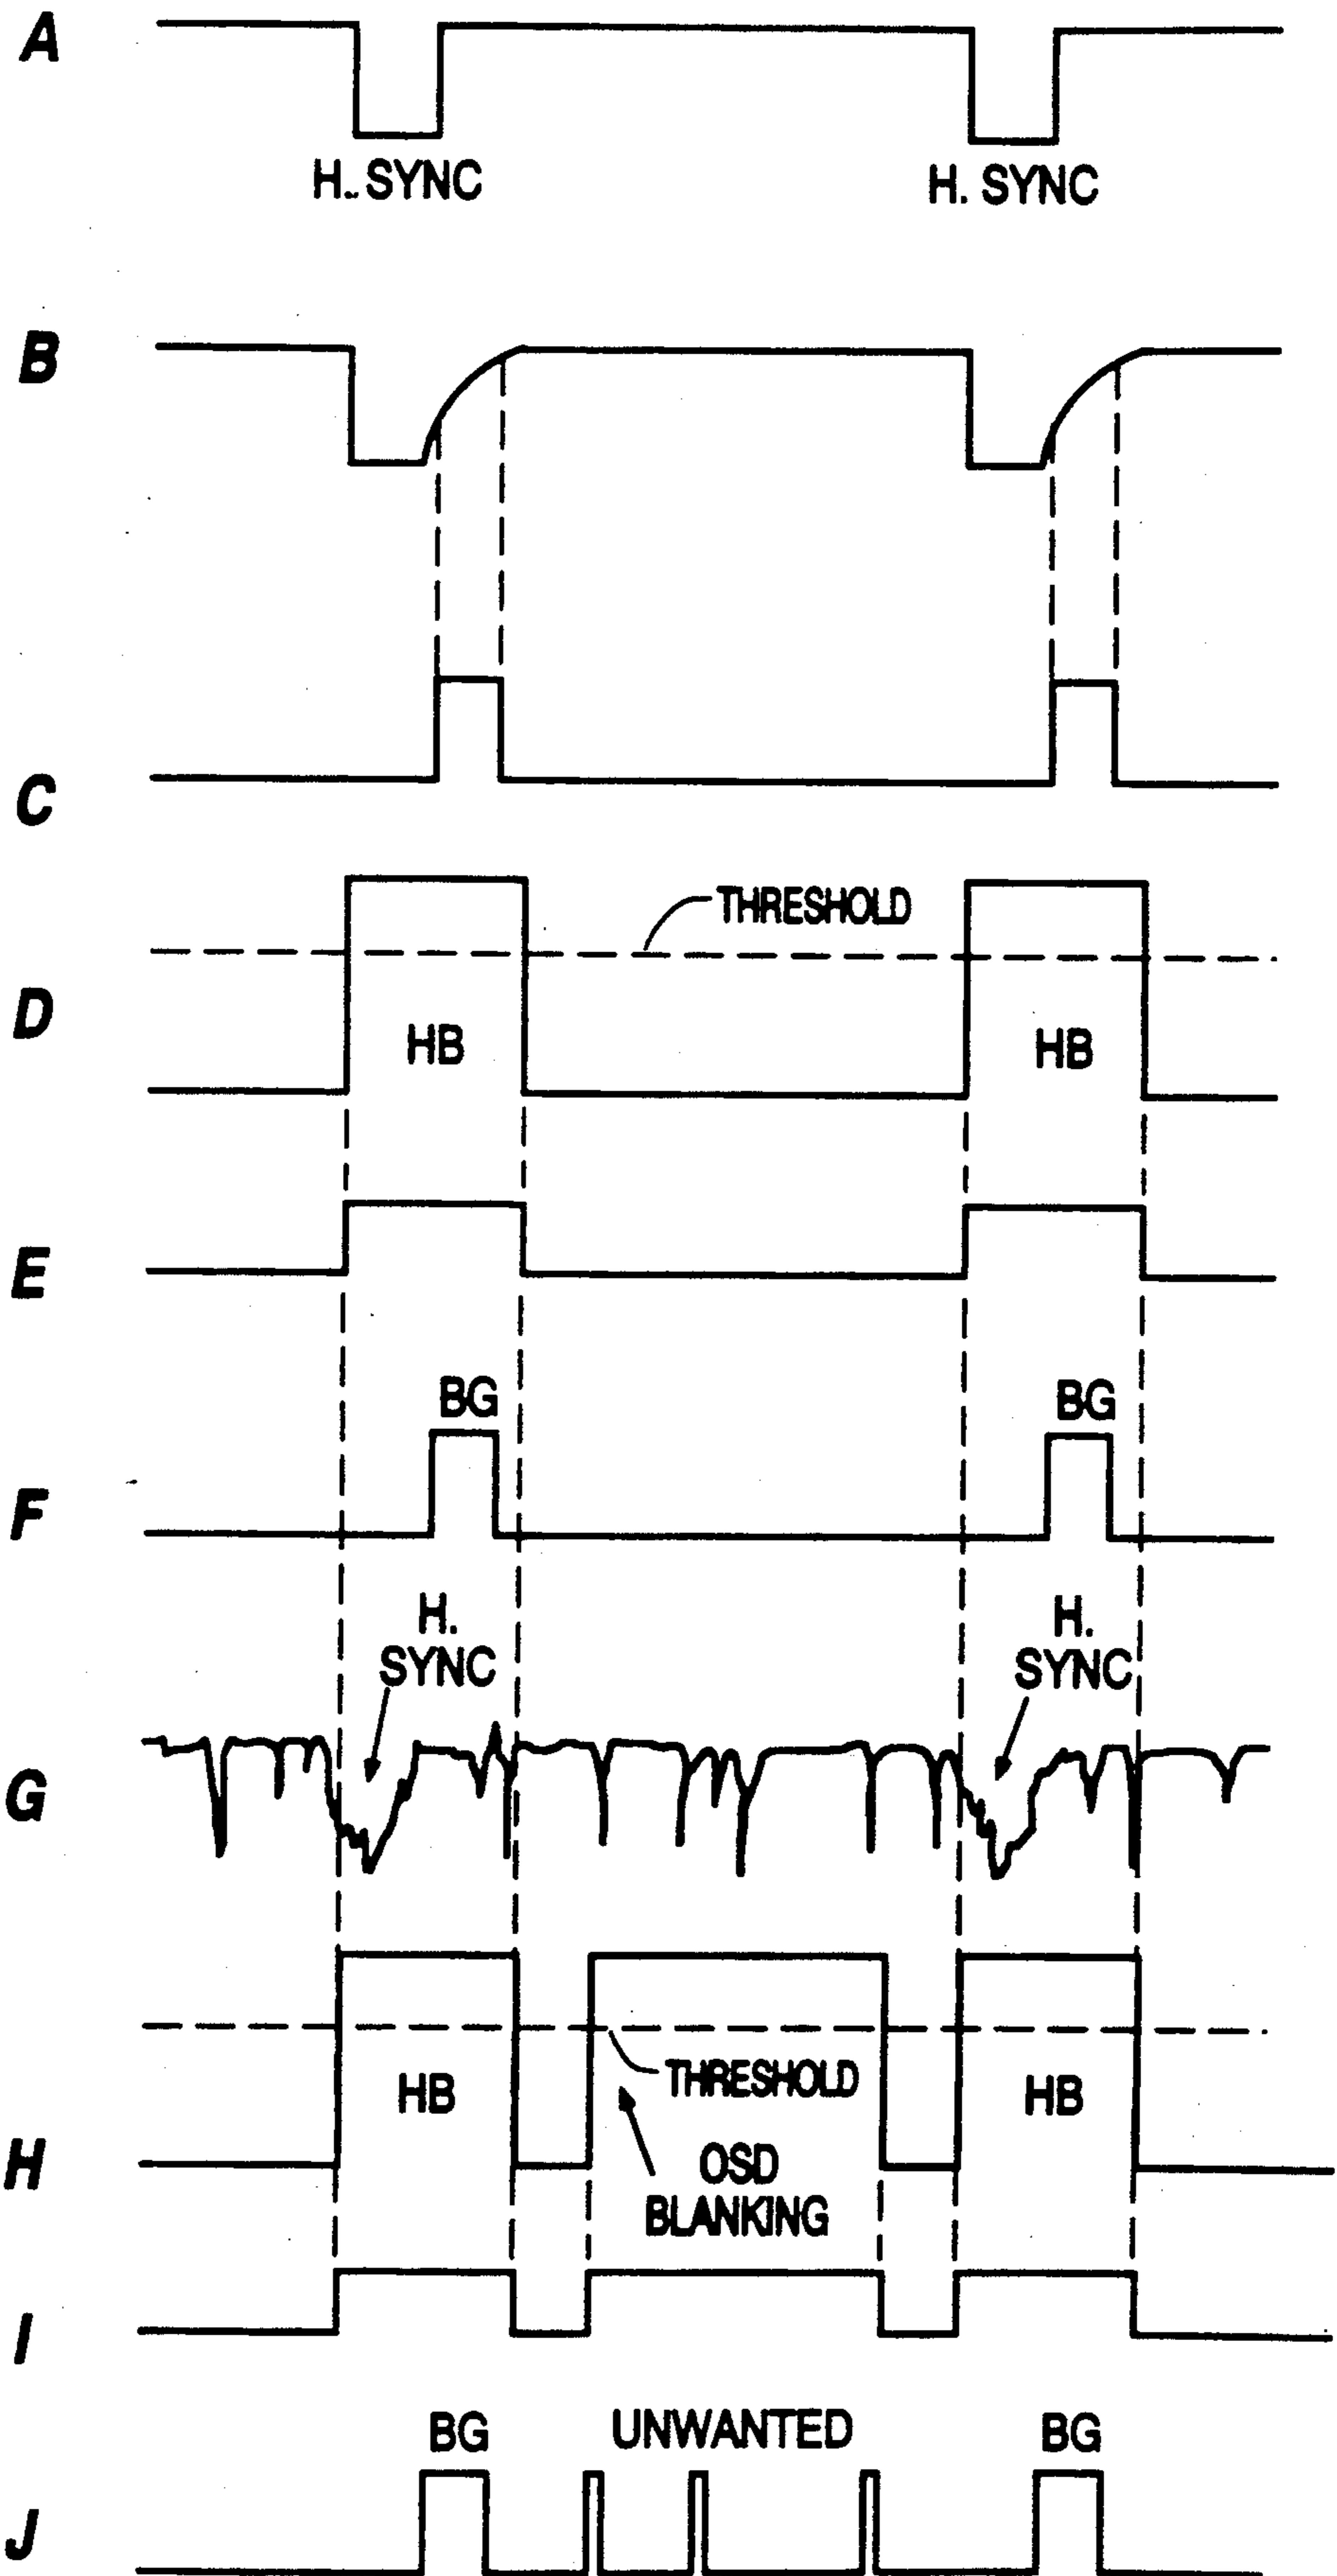 A
H. SYNC
H. SYNC
B
C
THRESHOLD
D
HB
HB
E
BG
BG
F
H.
SYNC
H.
SYNC
G
THRESHOLD
HB
HB
H
OSD
BLANKING
I
BG
UNWANTED
BG
J